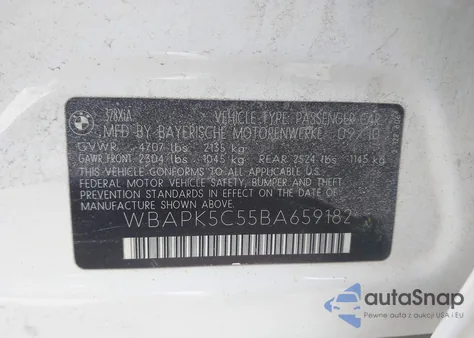 BMW
328XiA VEHICLE TYPE: PASSENGER CAR
MFD BY BAYERISCHE MOTORENWERKE 09/10
GVWR 4707 lbs. 2135 kg
GAWR FRONT 2304 lbs. 1045 kg REAR 2524 lbs. 1145 kg
THIS VEHICLE CONFORMS TO ALL APPLICABLE U.S.
FEDERAL MOTOR VEHICLE SAFETY, BUMPER AND THEFT
PREVENTION STANDARDS IN EFFECT ON THE DATE OF
MANUFACTURE SHOWN ABOVE.
WBAPK5C55BA659182
autoSnap
Pewne auta z aukcji USA i EU